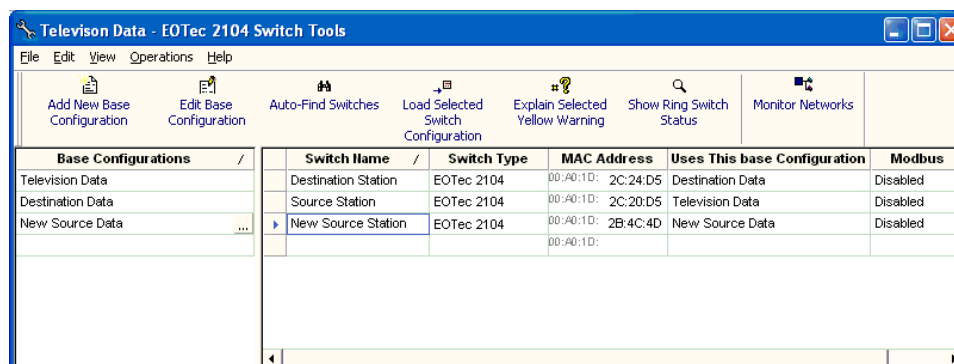 Televison Data - EOTec 2104 Switch Tools
File Edit View Operations Help
Add New Base Configuration
Edit Base Configuration
Auto-Find Switches
Load Selected Switch Configuration
Explain Selected Yellow Warning
Show Ring Switch Status
Monitor Networks
Base Configurations /
Television Data
Destination Data
New Source Data ...
Switch Name / Switch Type MAC Address Uses This base Configuration Modbus
Destination Station EOTec 2104 00:A0:1D: 2C:24:D5 Destination Data Disabled
Source Station EOTec 2104 00:A0:1D: 2C:20:D5 Television Data Disabled
New Source Station EOTec 2104 00:A0:1D: 2B:4C:4D New Source Data Disabled
00:A0:1D: